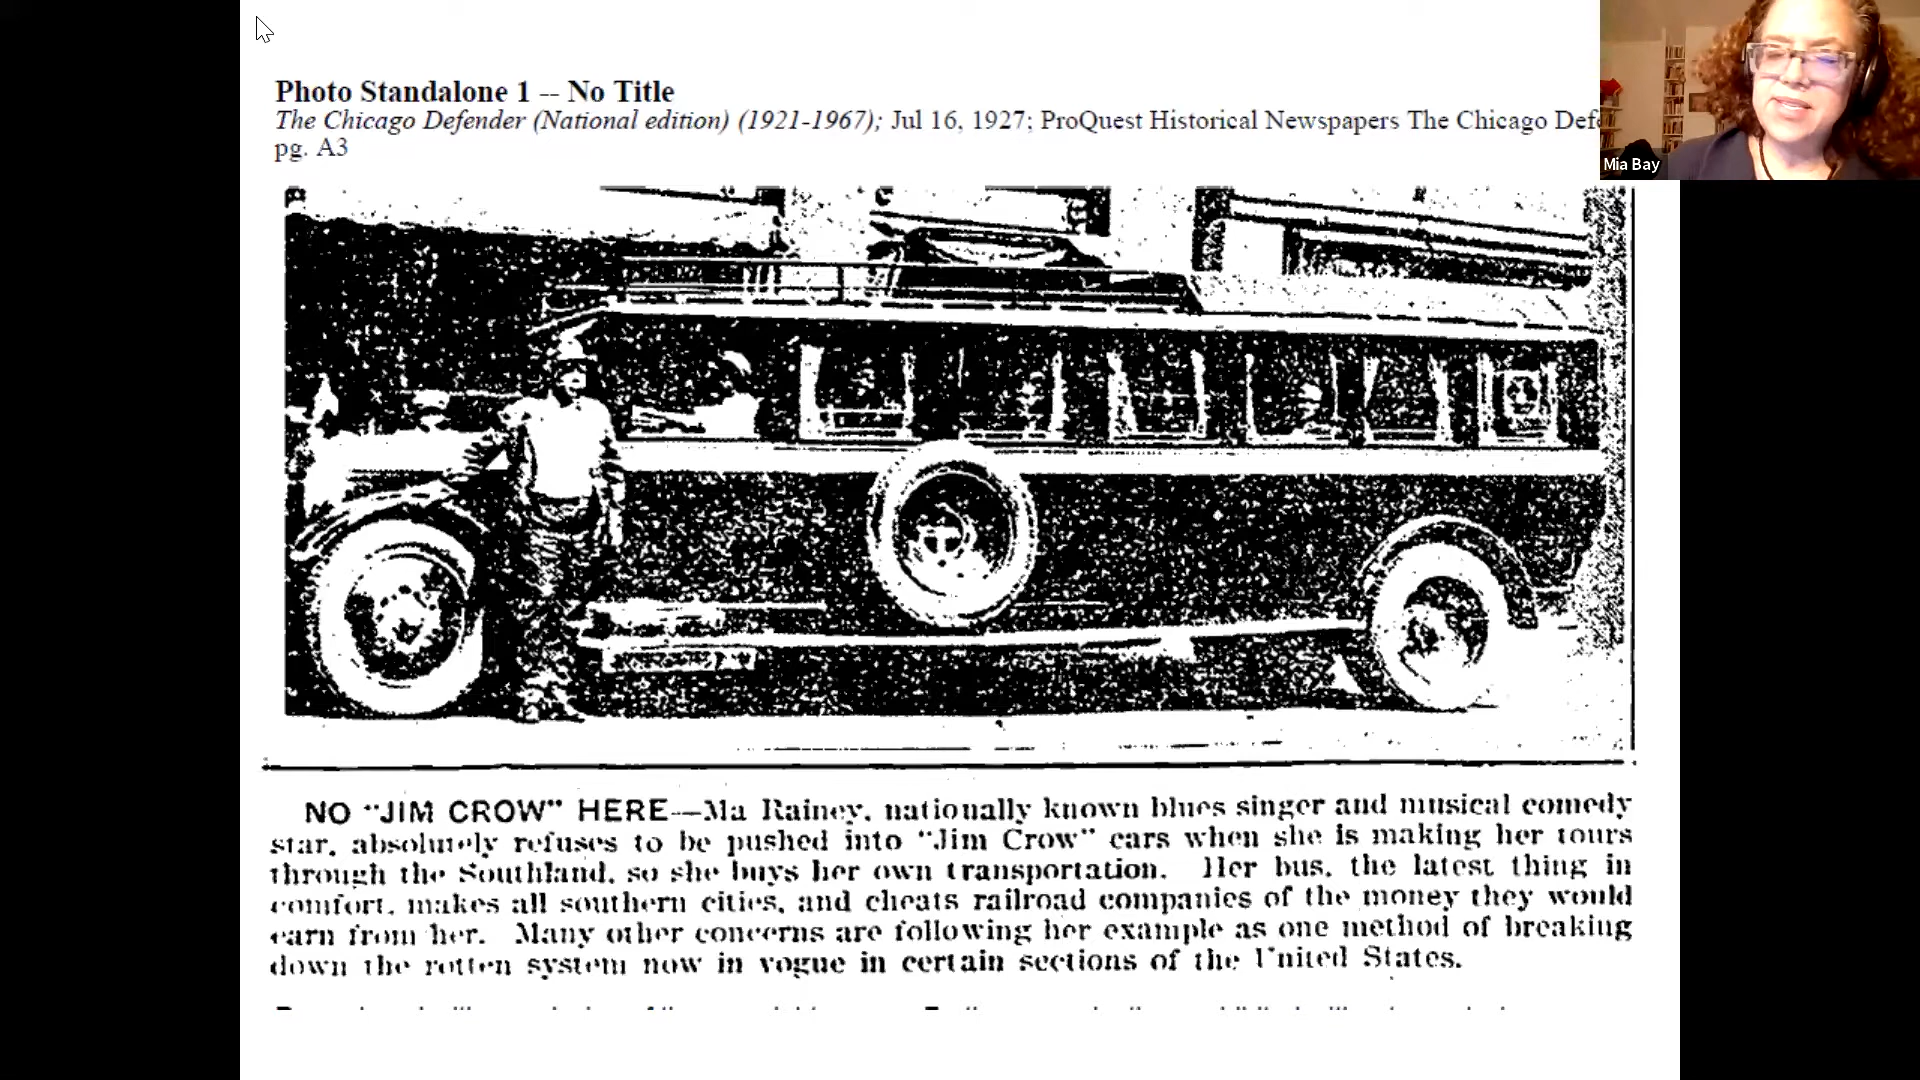 Photo Standalone 1 -- No Title
The Chicago Defender (National edition) (1921-1967); Jul 16, 1927; ProQuest Historical Newspapers The Chicago
pg. A3
Mia Bay
NO "JIM CROW" HERE—Ma Rainey, nationally known blues singer and musical comedy
star, absolutely refuses to be pushed into "Jim Crow" cars when she is making her tours
through the Southland, so she buys her own transportation. Her bus, the latest thing in
comfort, makes all southern cities, and cheats railroad companies of the money they would
earn from her. Many other concerns are following her example as one method of breaking
down the rotten system now in vogue in certain sections of the United States.